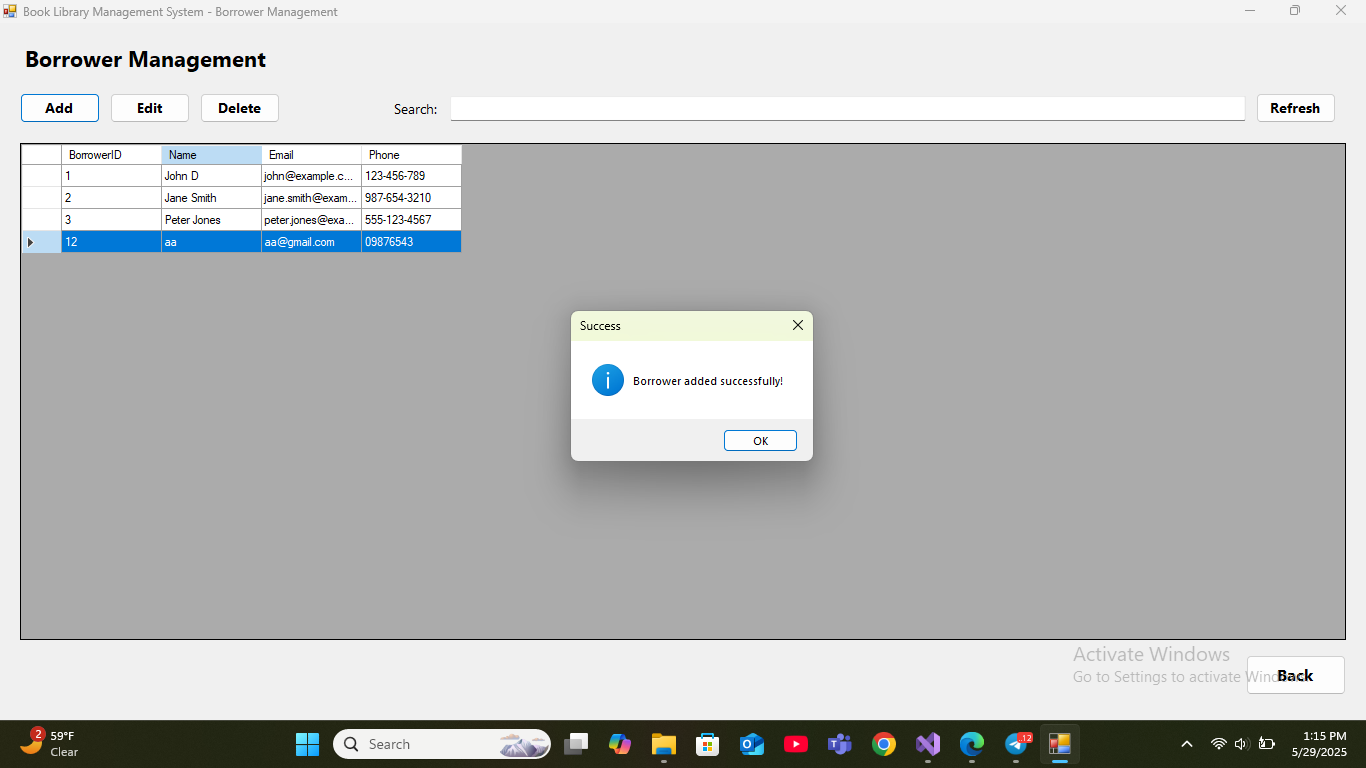 Book Library Management System - Borrower Management
Borrower Management
Add Edit Delete Search: Refresh
BorrowerID Name Email Phone
1 John D john@example.c... 123-456-789
2 Jane Smith jane.smith@exam... 987-654-3210
3 Peter Jones peter.jones@exa... 555-123-4567
12 aa aa@gmail.com 09876543
Success
Borrower added successfully!
OK
Activate Windows
Go to Settings to activate
Back
2
59°F
Clear
Search
12
1:15 PM
5/29/2025